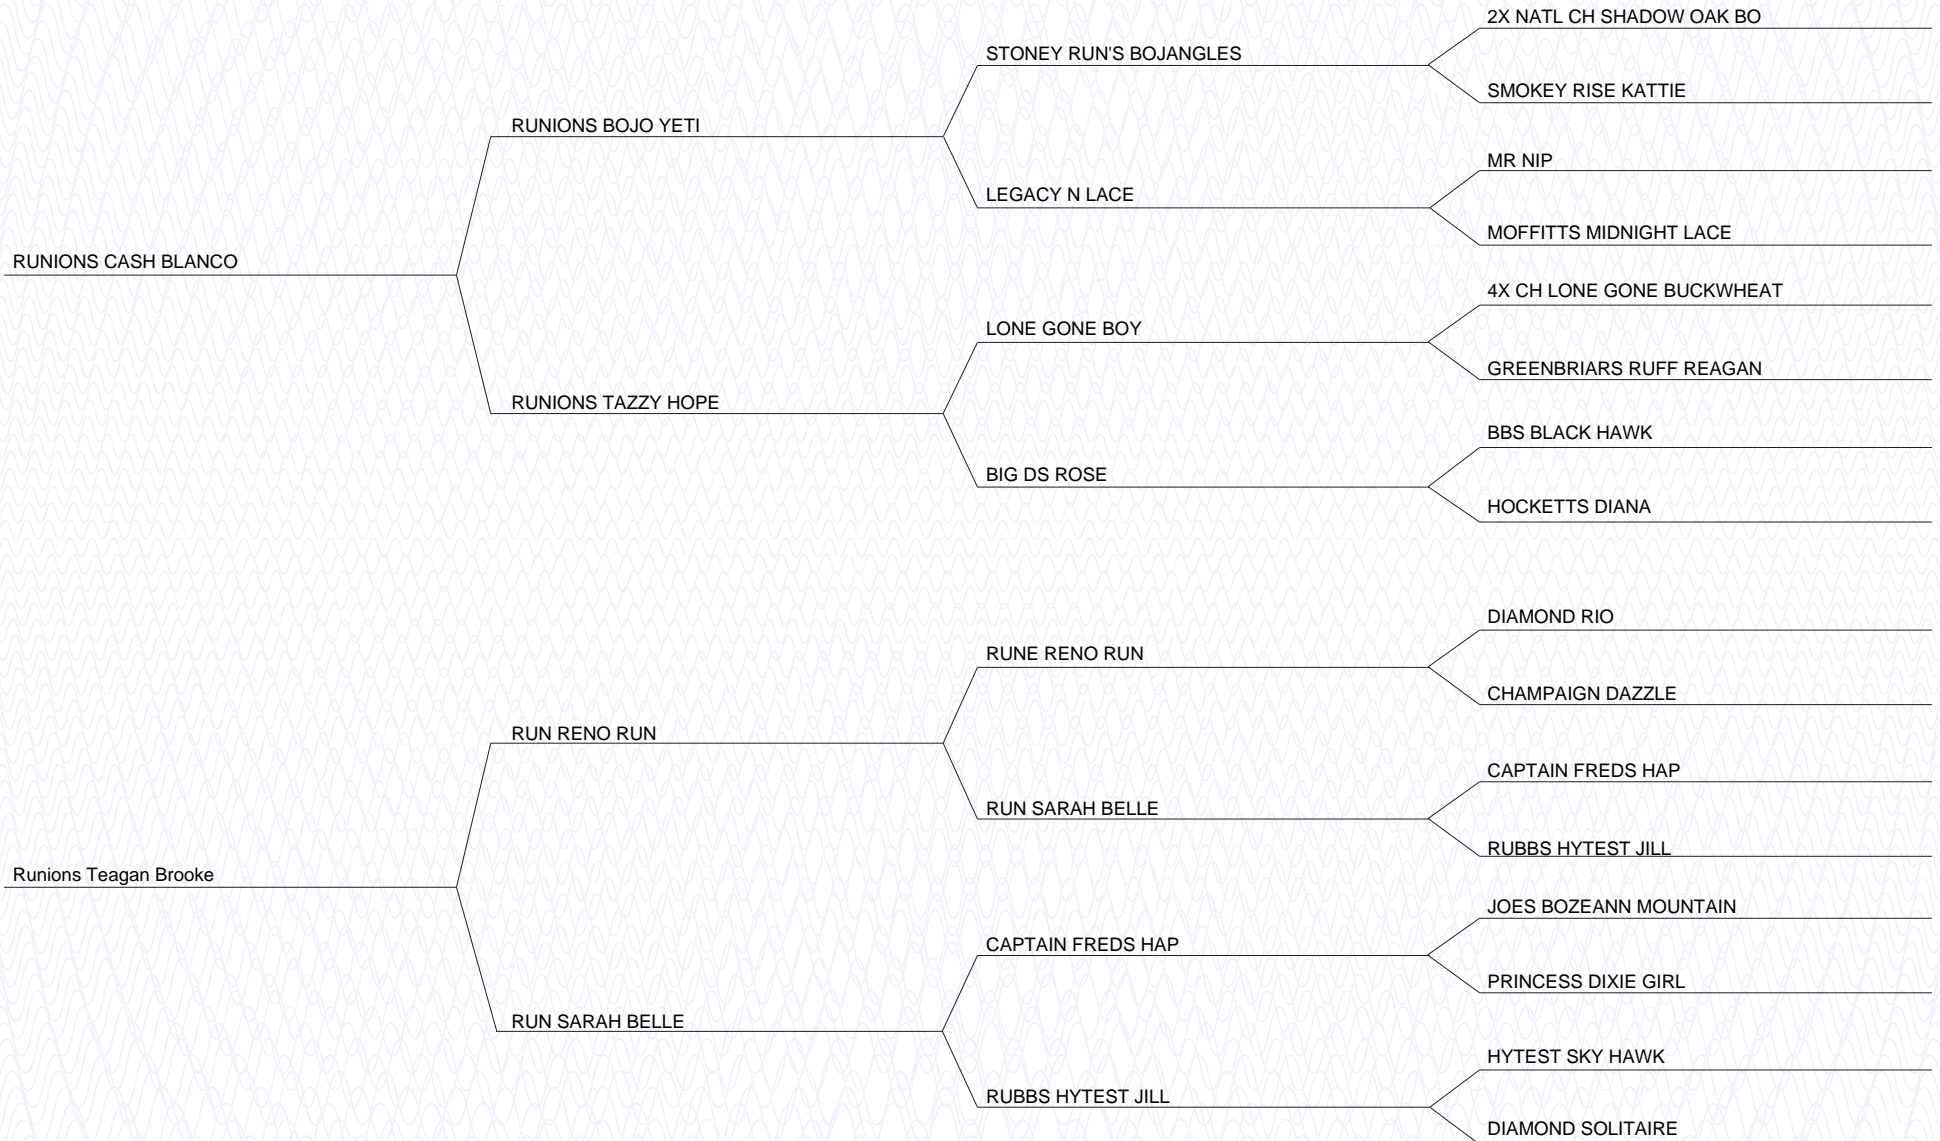 2X NATL CH SHADOW OAK BO
STONEY RUN'S BOJANGLES
SMOKEY RISE KATTIE
RUNIONS BOJO YETI
MR NIP
LEGACY N LACE
MOFFITTS MIDNIGHT LACE
RUNIONS CASH BLANCO
4X CH LONE GONE BUCKWHEAT
LONE GONE BOY
GREENBRIARS RUFF REAGAN
RUNIONS TAZZY HOPE
BBS BLACK HAWK
BIG DS ROSE
HOCKETTS DIANA
DIAMOND RIO
RUNE RENO RUN
CHAMPAIGN DAZZLE
RUN RENO RUN
CAPTAIN FREDS HAP
RUN SARAH BELLE
RUBBS HYTEST JILL
Runions Teagan Brooke
JOES BOZEANN MOUNTAIN
CAPTAIN FREDS HAP
PRINCESS DIXIE GIRL
RUN SARAH BELLE
HYTEST SKY HAWK
RUBBS HYTEST JILL
DIAMOND SOLITAIRE